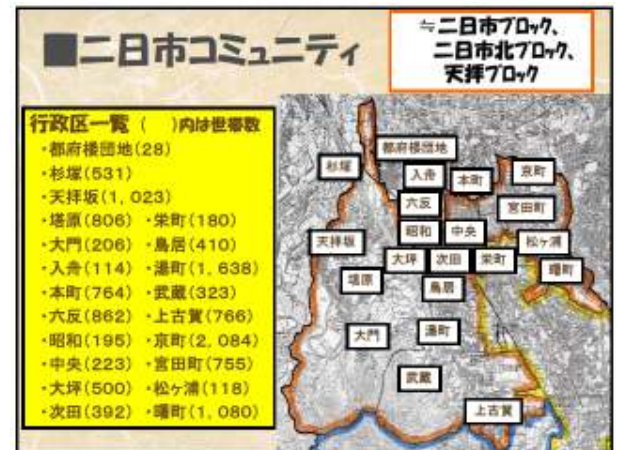 ■二日市コミュニティ
≒二日市ブロック、
二日市北ブロック、
天拝ブロック
行政区一覧 ( )内は世帯数
・都府楼団地(28)
・杉塚(531)
・天拝坂(1,023)
・塔原(806) ・栄町(180)
・大門(206) ・鳥居(410)
・入舟(114) ・湯町(1,638)
・本町(764) ・武蔵(323)
・六反(862) ・上古賀(766)
・昭和(195) ・京町(2,084)
・中央(223) ・宮田町(755)
・大坪(500) ・松ヶ浦(118)
・次田(392) ・曙町(1,080)
都府楼団地
杉塚
入舟
本町
京町
六反
宮田町
天拝坂
昭和
中央
松ヶ浦
大坪
次田
栄町
曙町
塔原
鳥居
大門
湯町
武蔵
上古賀